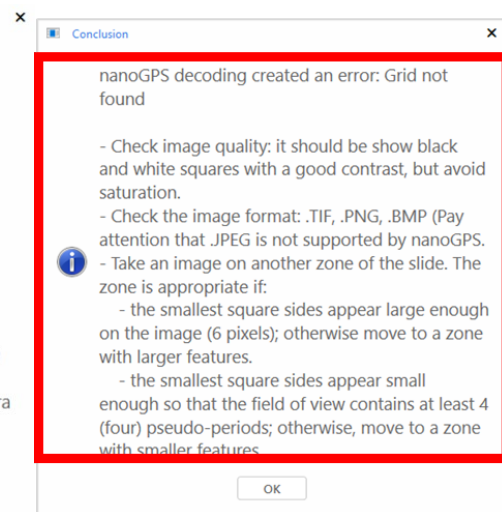 Conclusion
nanoGPS decoding created an error: Grid not
found
- Check image quality: it should be show black
and white squares with a good contrast, but avoid
saturation.
- Check the image format: .TIF, .PNG, .BMP (Pay
attention that .JPEG is not supported by nanoGPS.
- Take an image on another zone of the slide. The
zone is appropriate if:
- the smallest square sides appear large enough
on the image (6 pixels); otherwise move to a zone
with larger features.
- the smallest square sides appear small
enough so that the field of view contains at least 4
(four) pseudo-periods; otherwise, move to a zone
with smaller features.
OK